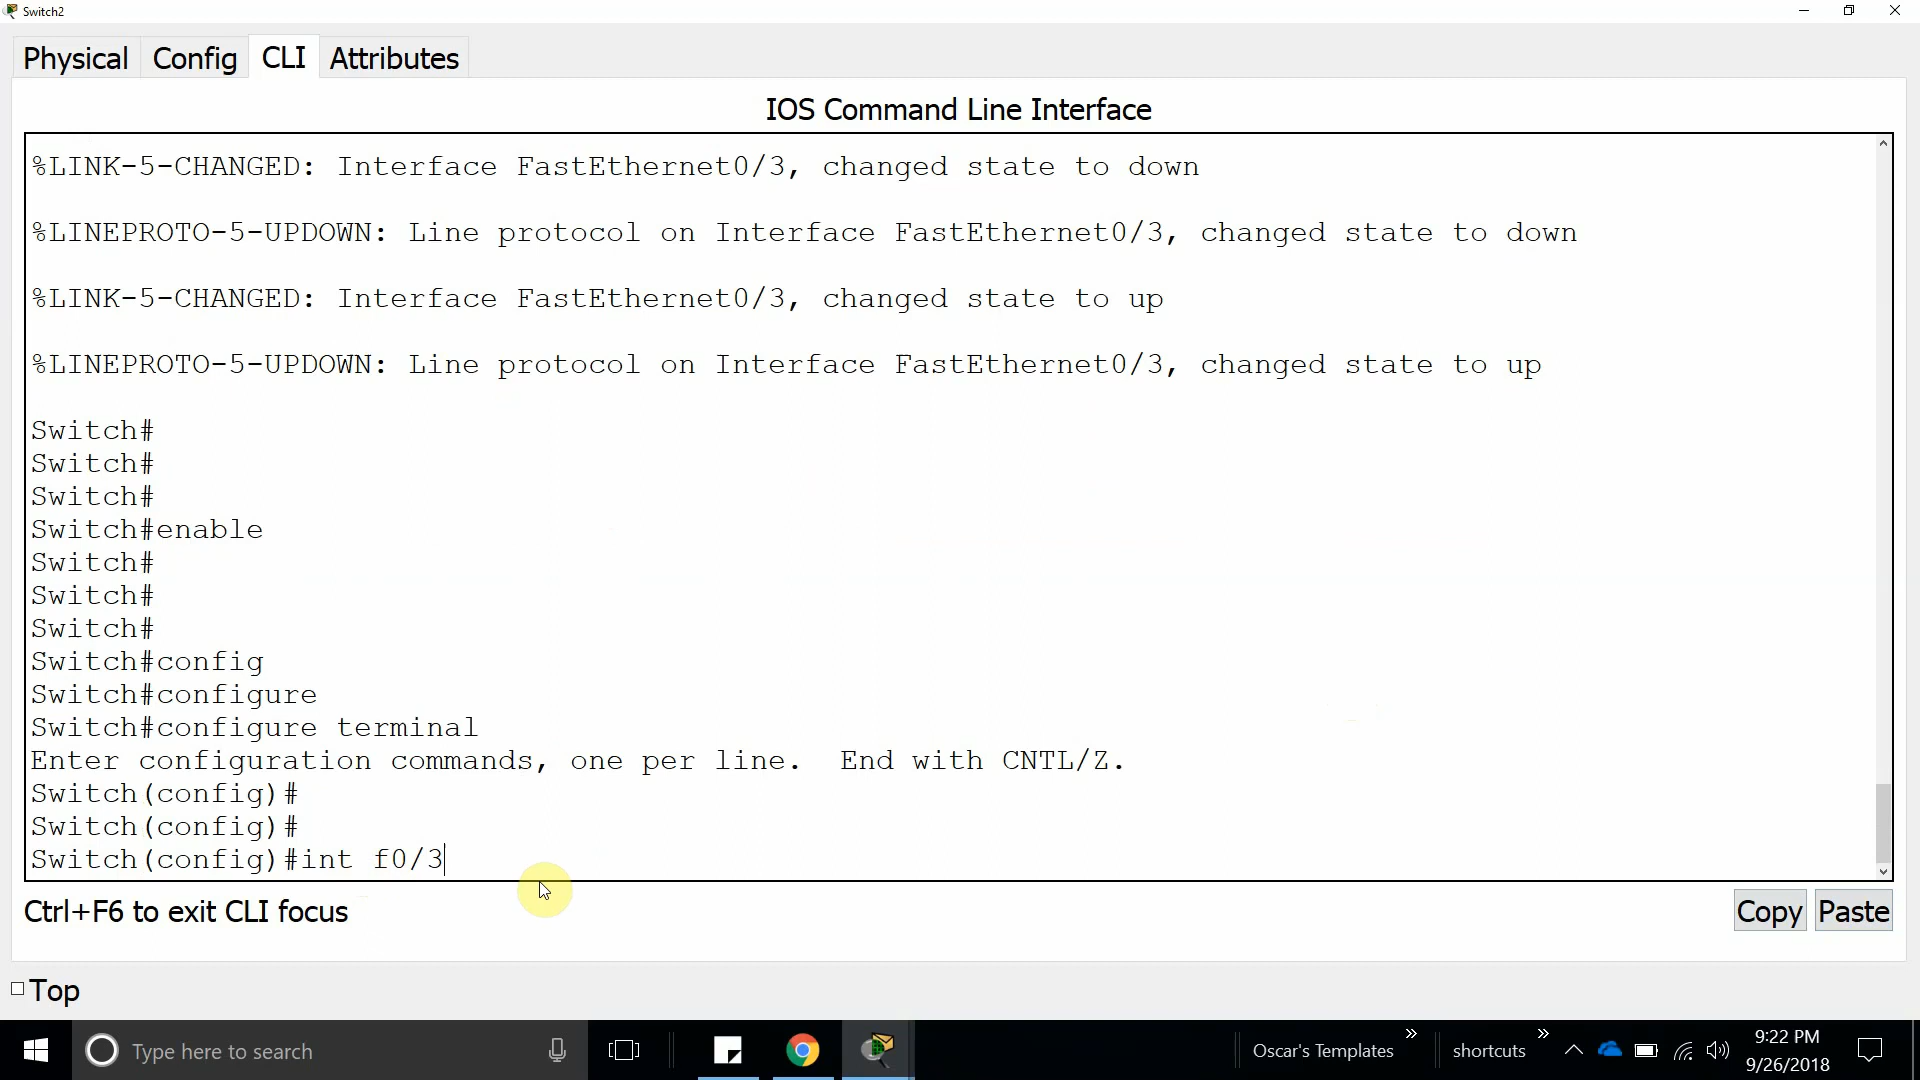 Switch2
Physical Config CLI Attributes
IOS Command Line Interface
%LINK-5-CHANGED: Interface FastEthernet0/3, changed state to down
%LINEPROTO-5-UPDOWN: Line protocol on Interface FastEthernet0/3, changed state to down
%LINK-5-CHANGED: Interface FastEthernet0/3, changed state to up
%LINEPROTO-5-UPDOWN: Line protocol on Interface FastEthernet0/3, changed state to up
Switch#
Switch#
Switch#
Switch#enable
Switch#
Switch#
Switch#
Switch#config
Switch#configure
Switch#configure terminal
Enter configuration commands, one per line.  End with CNTL/Z.
Switch(config)#
Switch(config)#
Switch(config)#int f0/3
Ctrl+F6 to exit CLI focus
Copy Paste
Top
Type here to search
Oscar's Templates » shortcuts »
9:22 PM
9/26/2018